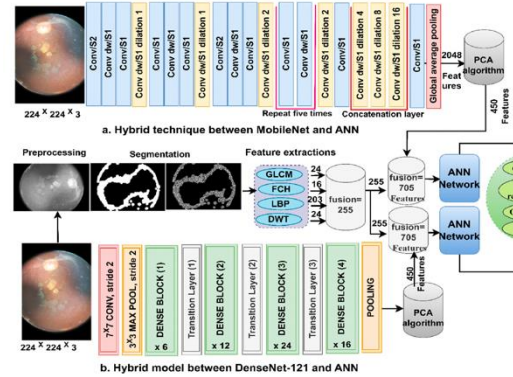 Conv/S2
Conv dw/S1
Conv/S1
Conv dw/S1 dilation 1
Conv/S1
Conv dw/S1
Conv/S1
Conv dw/S1 dilation 1
Conv/S1
Conv dw/S1
Conv/S1
Conv dw/S1 dilation 2
Conv/S1
Conv dw/S1
Conv/S1
Conv dw/S1 dilation 2
Conv dw/S1 dilation 4
Conv dw/S1 dilation 8
Conv dw/S1 dilation 16
Conv/S1
Global average pooling
2048
Features
PCA
algorithm
224 x 224 x 3
Repeat five times
Concatenation layer
a. Hybrid technique between MobileNet and ANN
450
Features
Preprocessing
Segmentation
Feature extractions
GLCM
FCH
LBP
DWT
24
16
203
24
fusion=
255
255
255
fusion=
705
Features
ANN
Network
fusion=
705
Features
ANN
Network
450
Features
7x7 CONV, stride 2
3x3 MAX POOL, stride 2
DENSE BLOCK (1)
x 6
Transition Layer (1)
DENSE BLOCK (2)
x 12
Transition Layer (2)
DENSE BLOCK (3)
x 24
Transition Layer (3)
DENSE BLOCK (4)
x 16
POOLING
PCA
algorithm
224 x 224 x 3
b. Hybrid model between DenseNet-121 and ANN